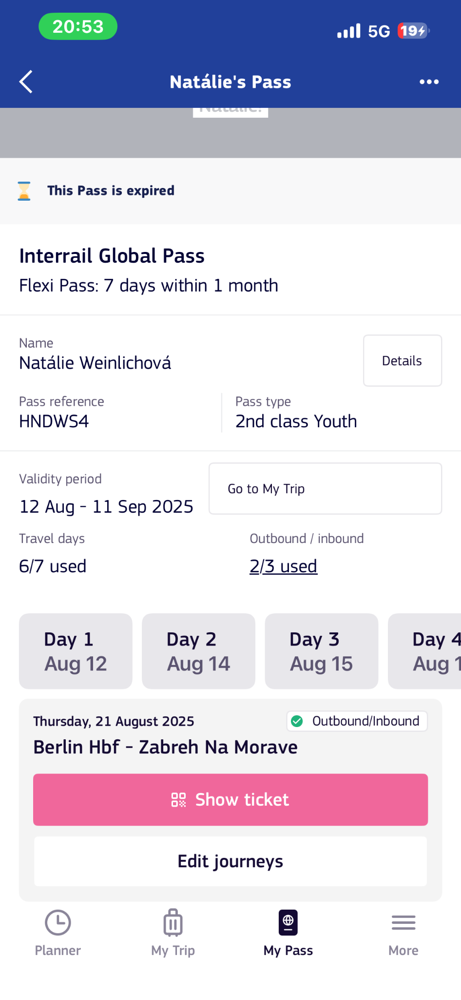 20:53
5G 19
Natálie's Pass
Natálie!
This Pass is expired
Interrail Global Pass
Flexi Pass: 7 days within 1 month
Name
Natálie Weinlichová
Details
Pass reference
HNDWS4
Pass type
2nd class Youth
Validity period
12 Aug - 11 Sep 2025
Go to My Trip
Travel days
6/7 used
Outbound / inbound
2/3 used
Day 1
Aug 12
Day 2
Aug 14
Day 3
Aug 15
Day 4
Aug 1
Thursday, 21 August 2025
Outbound/Inbound
Berlin Hbf - Zabreh Na Morave
Show ticket
Edit journeys
Planner
My Trip
My Pass
More